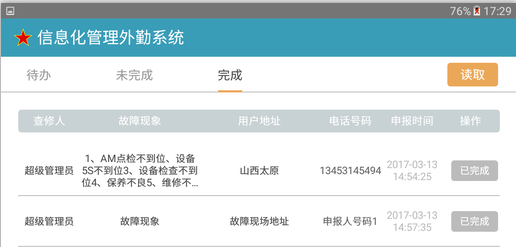 76% 17:29
信息化管理外勤系统
待办 未完成 完成 读取
查修人 故障现象 用户地址 电话号码 申报时间 操作
1、AM点检不到位、设备
5S不到位3、设备检查不到
位4、保养不良5、维修不...
超级管理员 山西太原 13453145494 2017-03-13 已完成
14:54:25
超级管理员 故障现象 故障现场地址 申报人号码1 2017-03-13 已完成
14:57:35